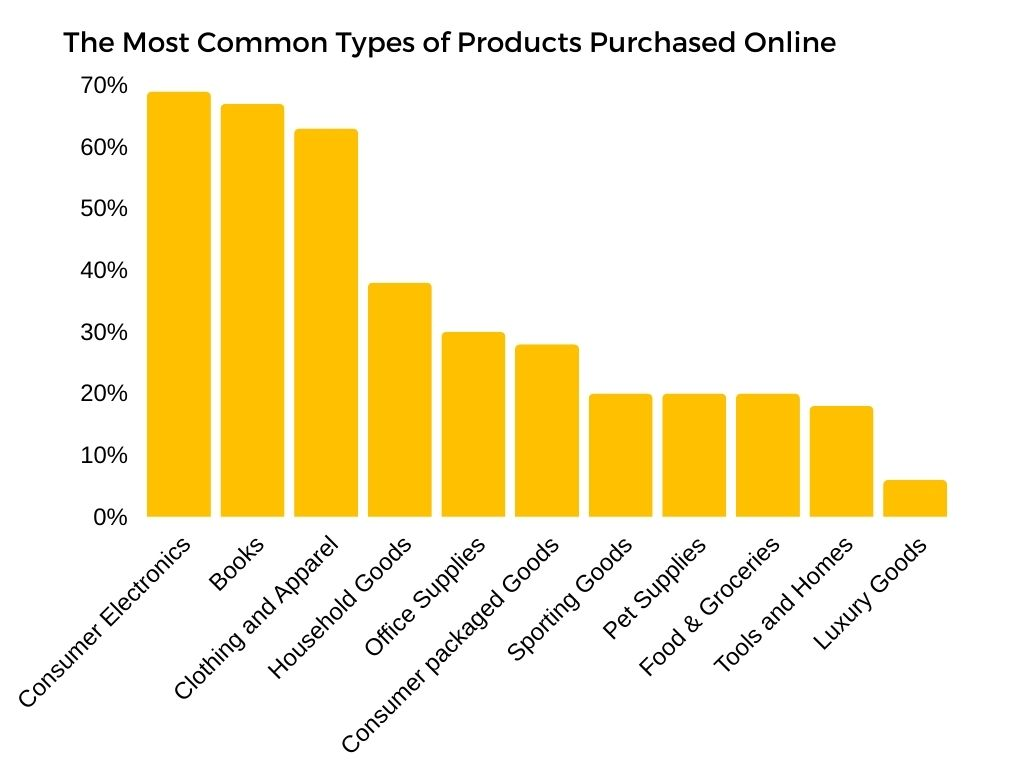 The Most Common Types of Products Purchased Online
70%
60%
50%
40%
30%
20%
10%
0%
Consumer Electronics
Books
Clothing and Apparel
Household Goods
Office Supplies
Consumer packaged Goods
Sporting Goods
Pet Supplies
Food & Groceries
Tools and Homes
Luxury Goods